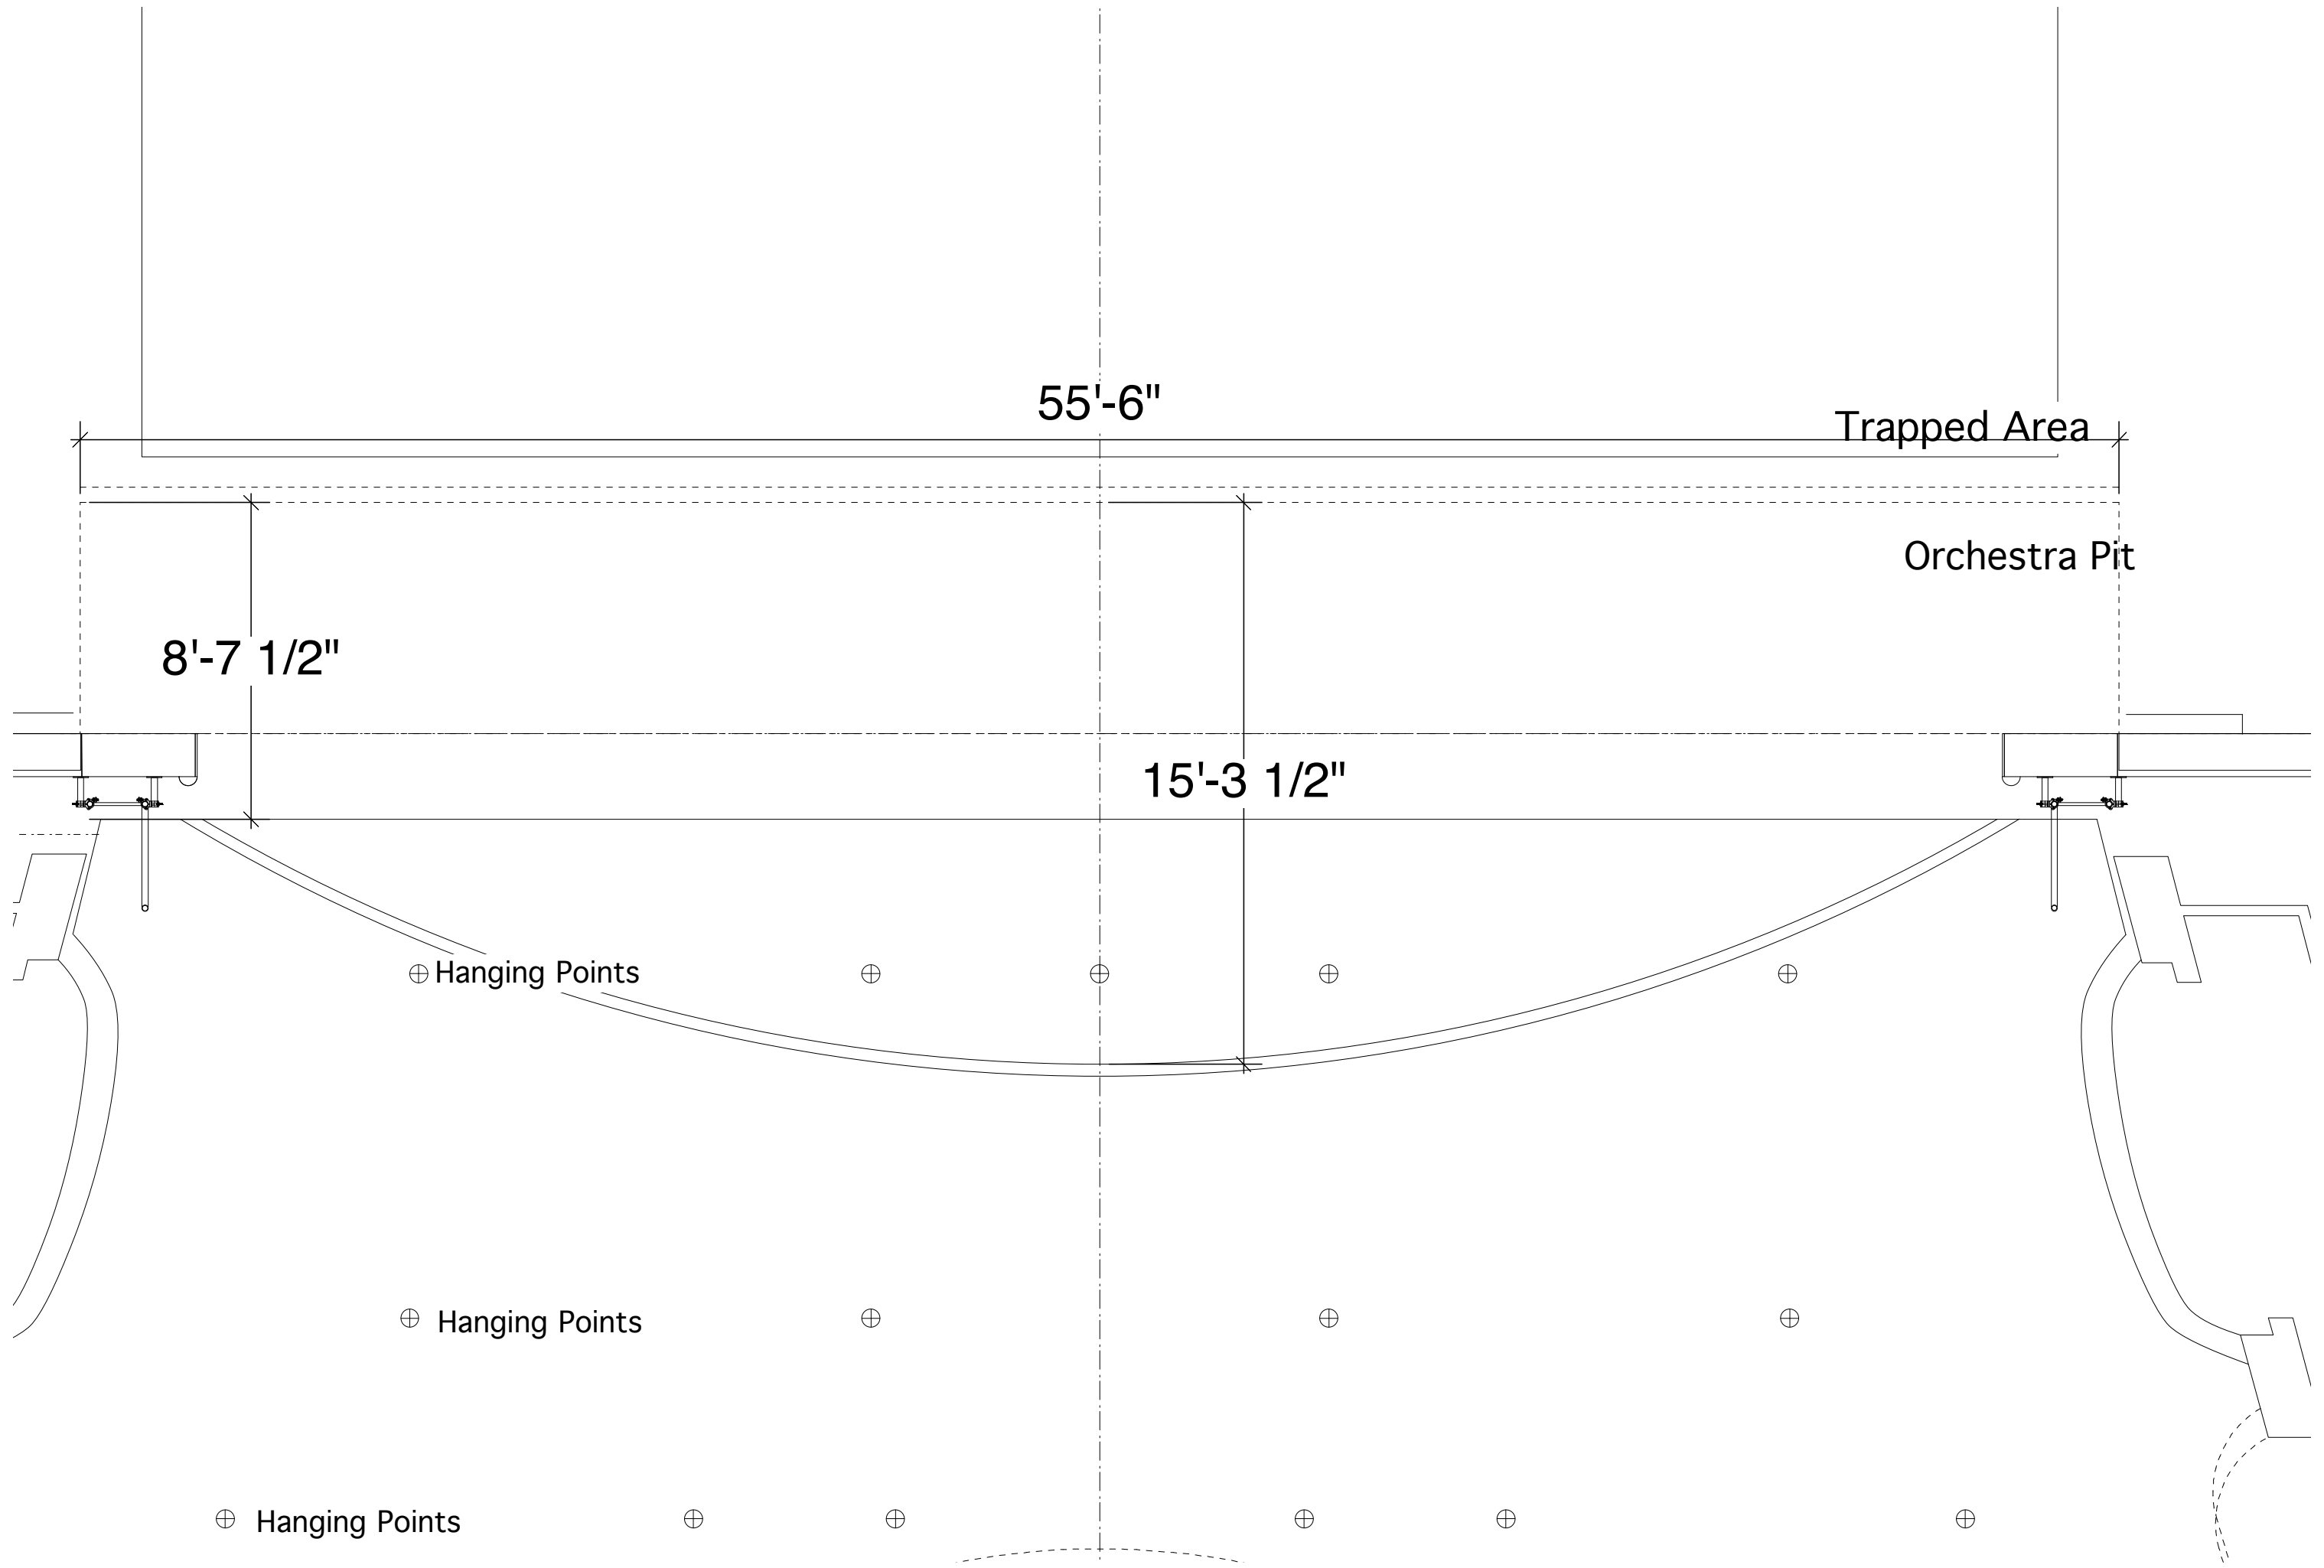 55'-6"
Trapped Area
Orchestra Pit
8'-7 1/2"
15'-3 1/2"
Hanging Points
Hanging Points
Hanging Points